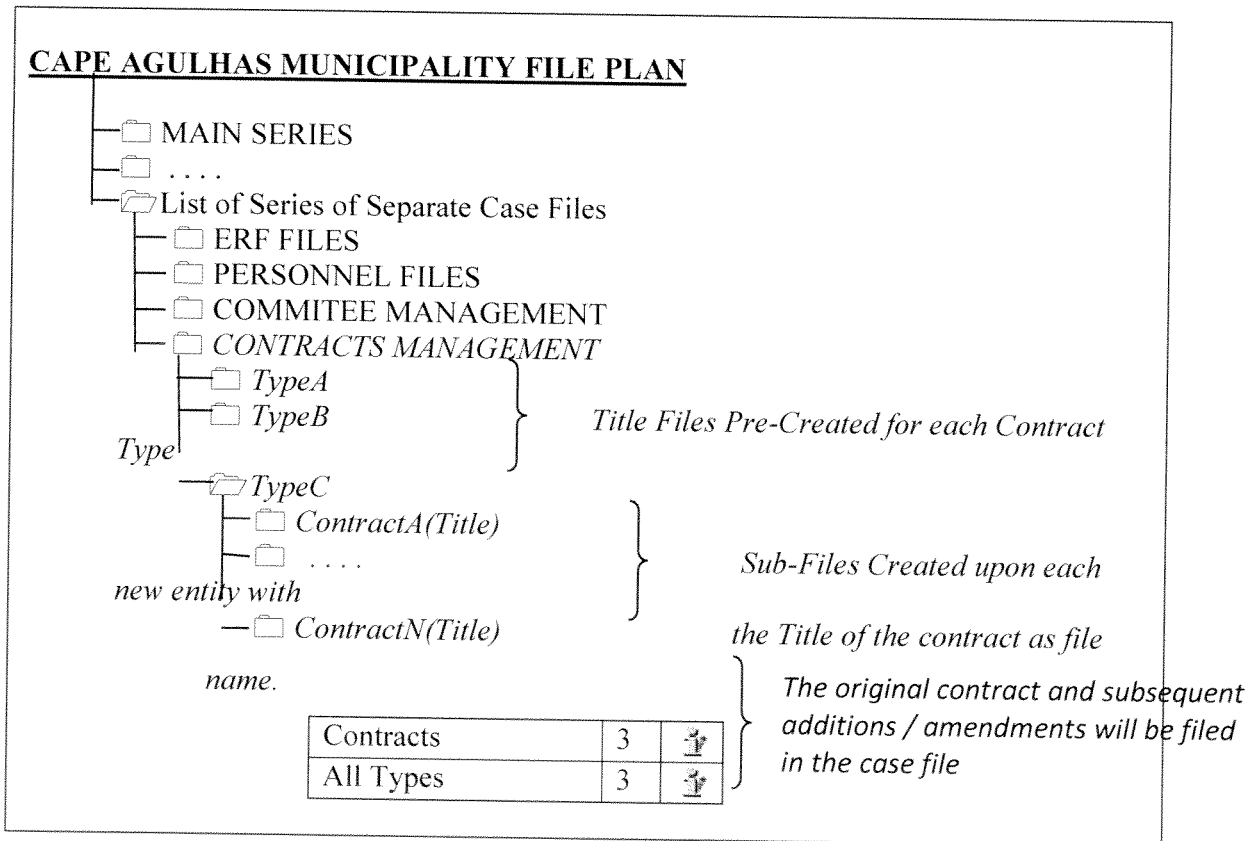 CAPE AGULHAS MUNICIPALITY FILE PLAN
MAIN SERIES
. . . .
List of Series of Separate Case Files
ERF FILES
PERSONNEL FILES
COMMITEE MANAGEMENT
CONTRACTS MANAGEMENT
TypeA
TypeB
Title Files Pre-Created for each Contract
Type
TypeC
ContractA(Title)
. . . .
Sub-Files Created upon each
new entity with
ContractN(Title)
the Title of the contract as file
name.
The original contract and subsequent
additions / amendments will be filed
in the case file
Contracts 3
All Types 3